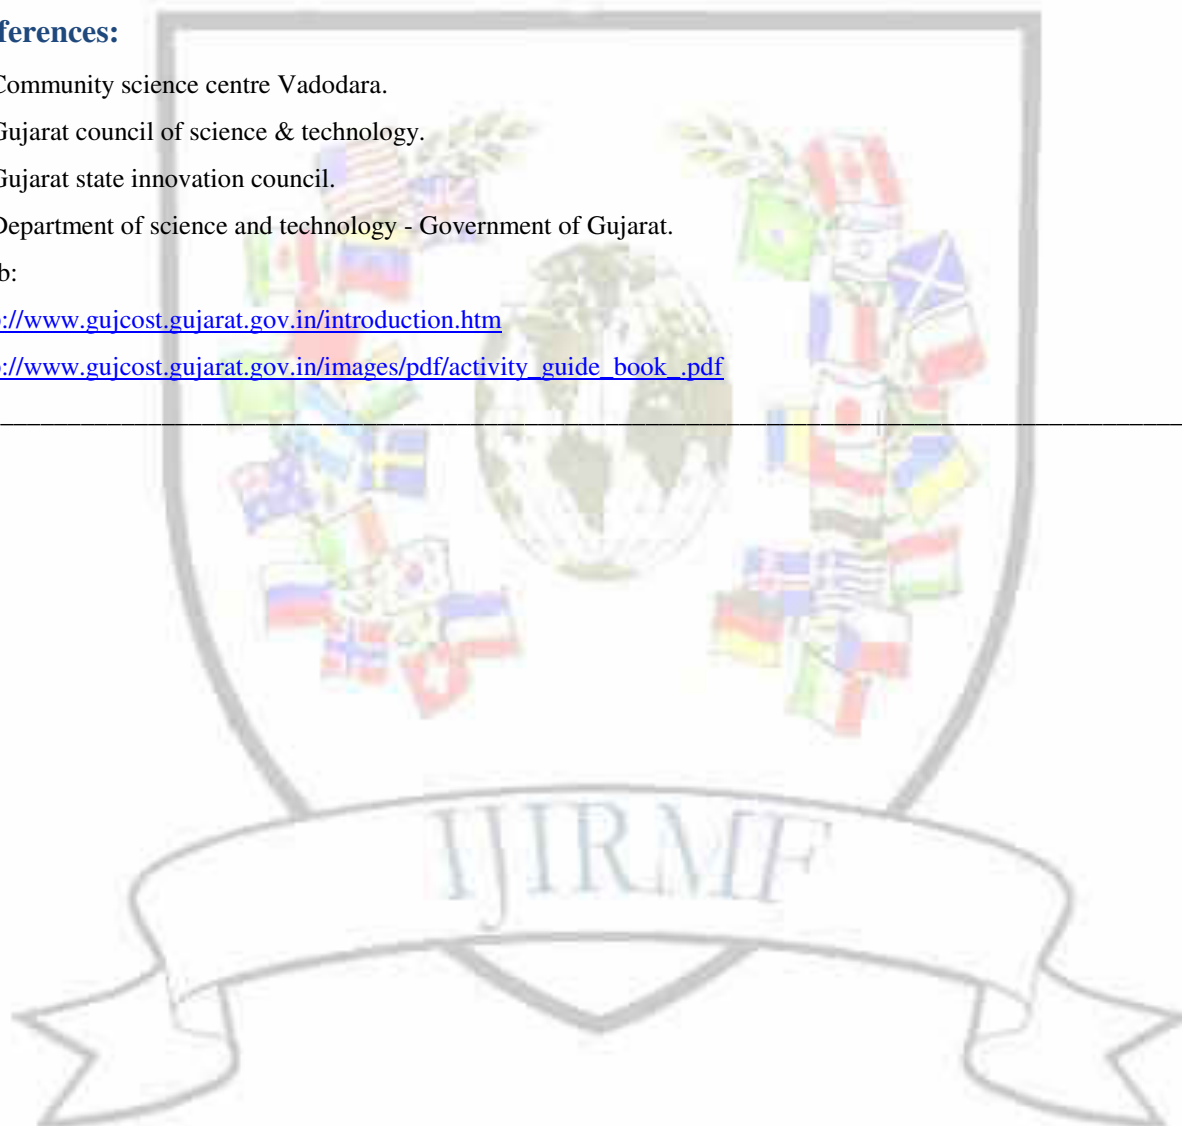 ferences:
Community science centre Vadodara.
Gujarat council of science & technology.
Gujarat state innovation council.
Department of science and technology - Government of Gujarat.
b:
://www.gujcost.gujarat.gov.in/introduction.htm
://www.gujcost.gujarat.gov.in/images/pdf/activity_guide_book_.pdf
IJIRMF